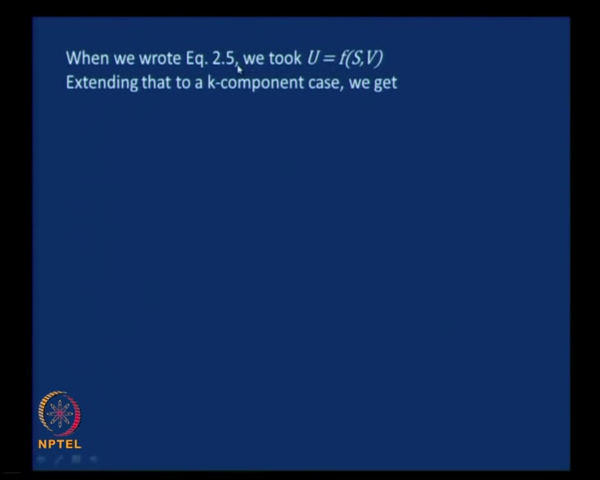 When we wrote Eq. 2.5, we took U = f(S,V)
Extending that to a k-component case, we get
NPTEL